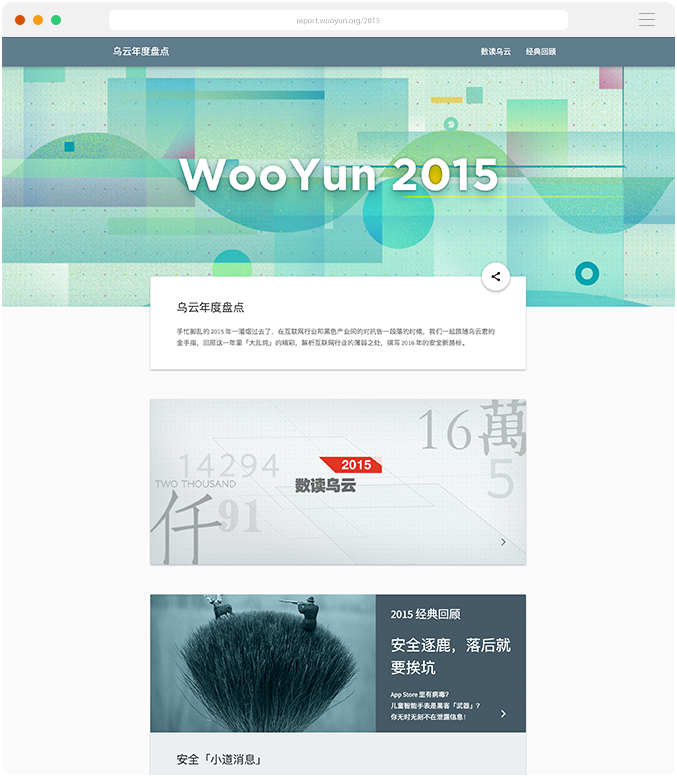 report.wooyun.org/2015
乌云年度盘点
数读乌云 经典回顾
WooYun 2015
乌云年度盘点
手忙脚乱的 2015 年一溜烟过去了，在互联网行业和黑色产业间的对抗告一段落的时候，我们一起跟随乌云君的
金手指，回顾这一年里「大乱炖」的精彩，解析互联网行业的薄弱之处，撰写 2016 年的安全新路标。
16 萬
14294
2015
5
TWO THOUSAND
数读乌云
仟 91
2015 经典回顾
安全逐鹿，落后就
要挨坑
App Store 里有病毒？
儿童智能手表是黑客「武器」？
你无时无刻不在泄露信息！
安全「小道消息」